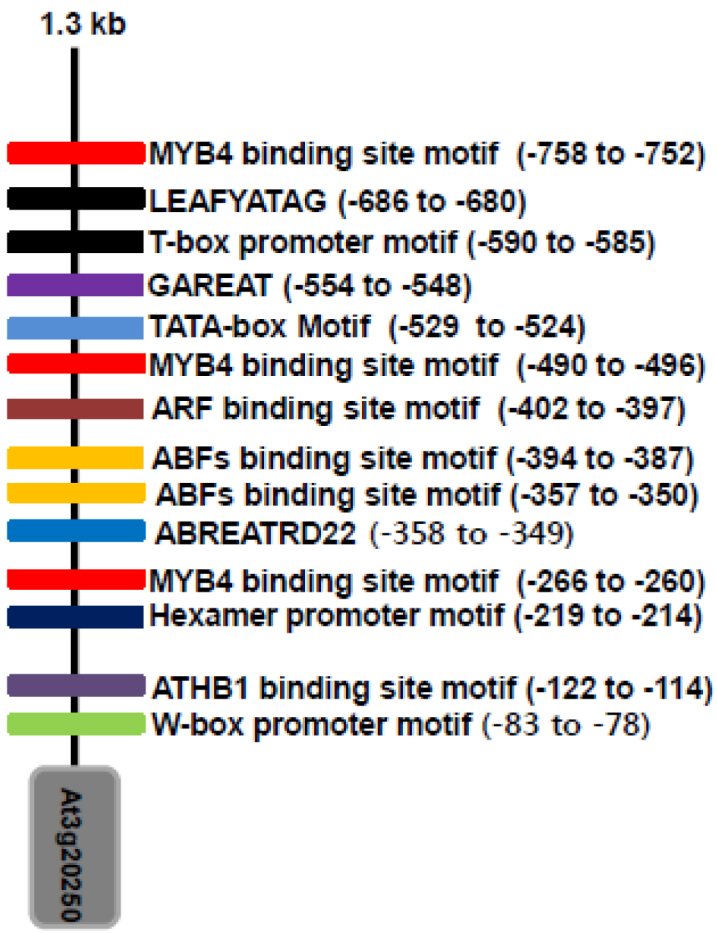 1.3 kb
MYB4 binding site motif (-758 to -752)
LEAFYATAG (-686 to -680)
T-box promoter motif (-590 to -585)
GAREAT (-554 to -548)
TATA-box Motif (-529 to -524)
MYB4 binding site motif (-490 to -496)
ARF binding site motif (-402 to -397)
ABFs binding site motif (-394 to -387)
ABFs binding site motif (-357 to -350)
ABREATRD22 (-358 to -349)
MYB4 binding site motif (-266 to -260)
Hexamer promoter motif (-219 to -214)
ATHB1 binding site motif (-122 to -114)
W-box promoter motif (-83 to -78)
At3g20250